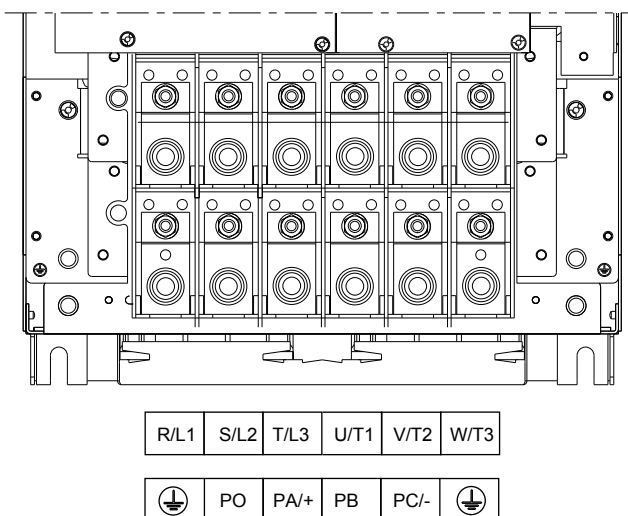 R/L1 S/L2 T/L3 U/T1 V/T2 W/T3
PO PA/+ PB PC/-